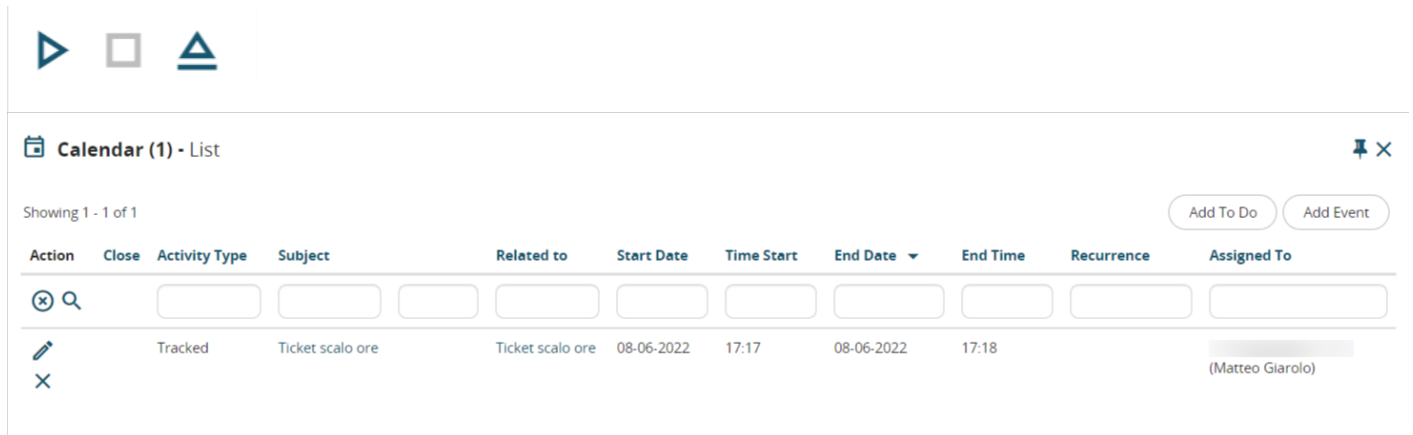 Calendar (1) - List
Showing 1 - 1 of 1
Add To Do
Add Event
Action Close Activity Type Subject Related to Start Date Time Start End Date End Time Recurrence Assigned To
Tracked Ticket scalo ore Ticket scalo ore 08-06-2022 17:17 08-06-2022 17:18
(Matteo Giarolo)